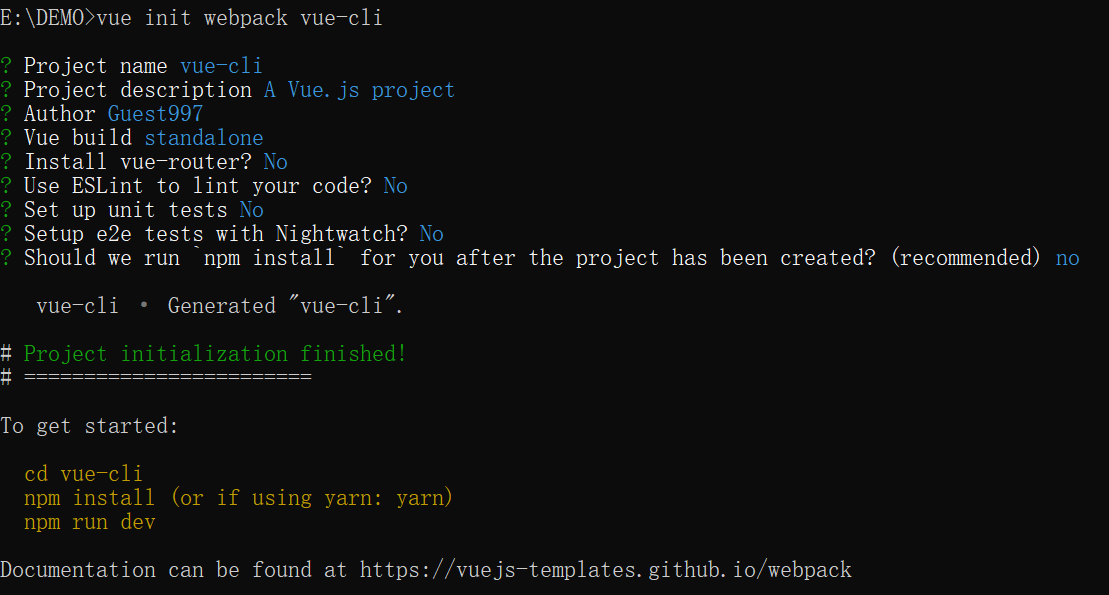 E:\DEMO>vue init webpack vue-cli
? Project name vue-cli
? Project description A Vue.js project
? Author Guest997
? Vue build standalone
? Install vue-router? No
? Use ESLint to lint your code? No
? Set up unit tests No
? Setup e2e tests with Nightwatch? No
? Should we run `npm install` for you after the project has been created? (recommended) no
vue-cli · Generated "vue-cli".
# Project initialization finished!
# ========================
To get started:
cd vue-cli
npm install (or if using yarn: yarn)
npm run dev
Documentation can be found at https://vuejs-templates.github.io/webpack